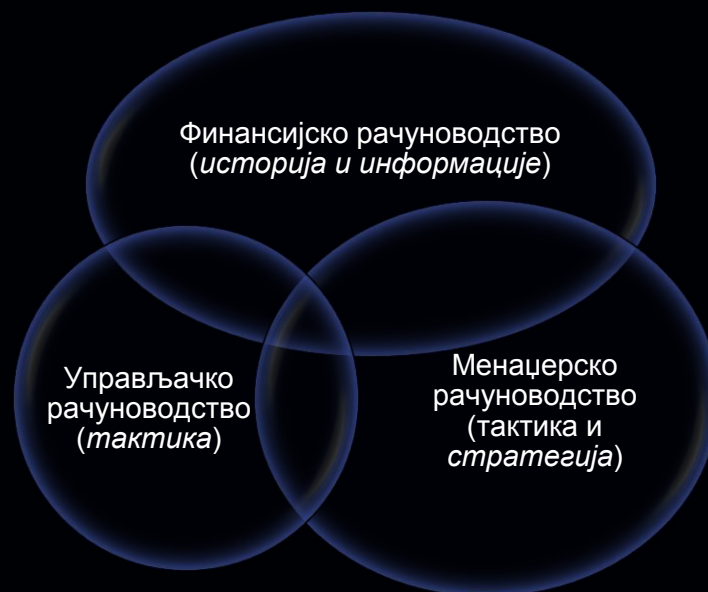 Финансијско рачуноводство
(историја и информације)
Управљачко
рачуноводство
(тактика)
Менаџерско
рачуноводство
(тактика и
стратегија)